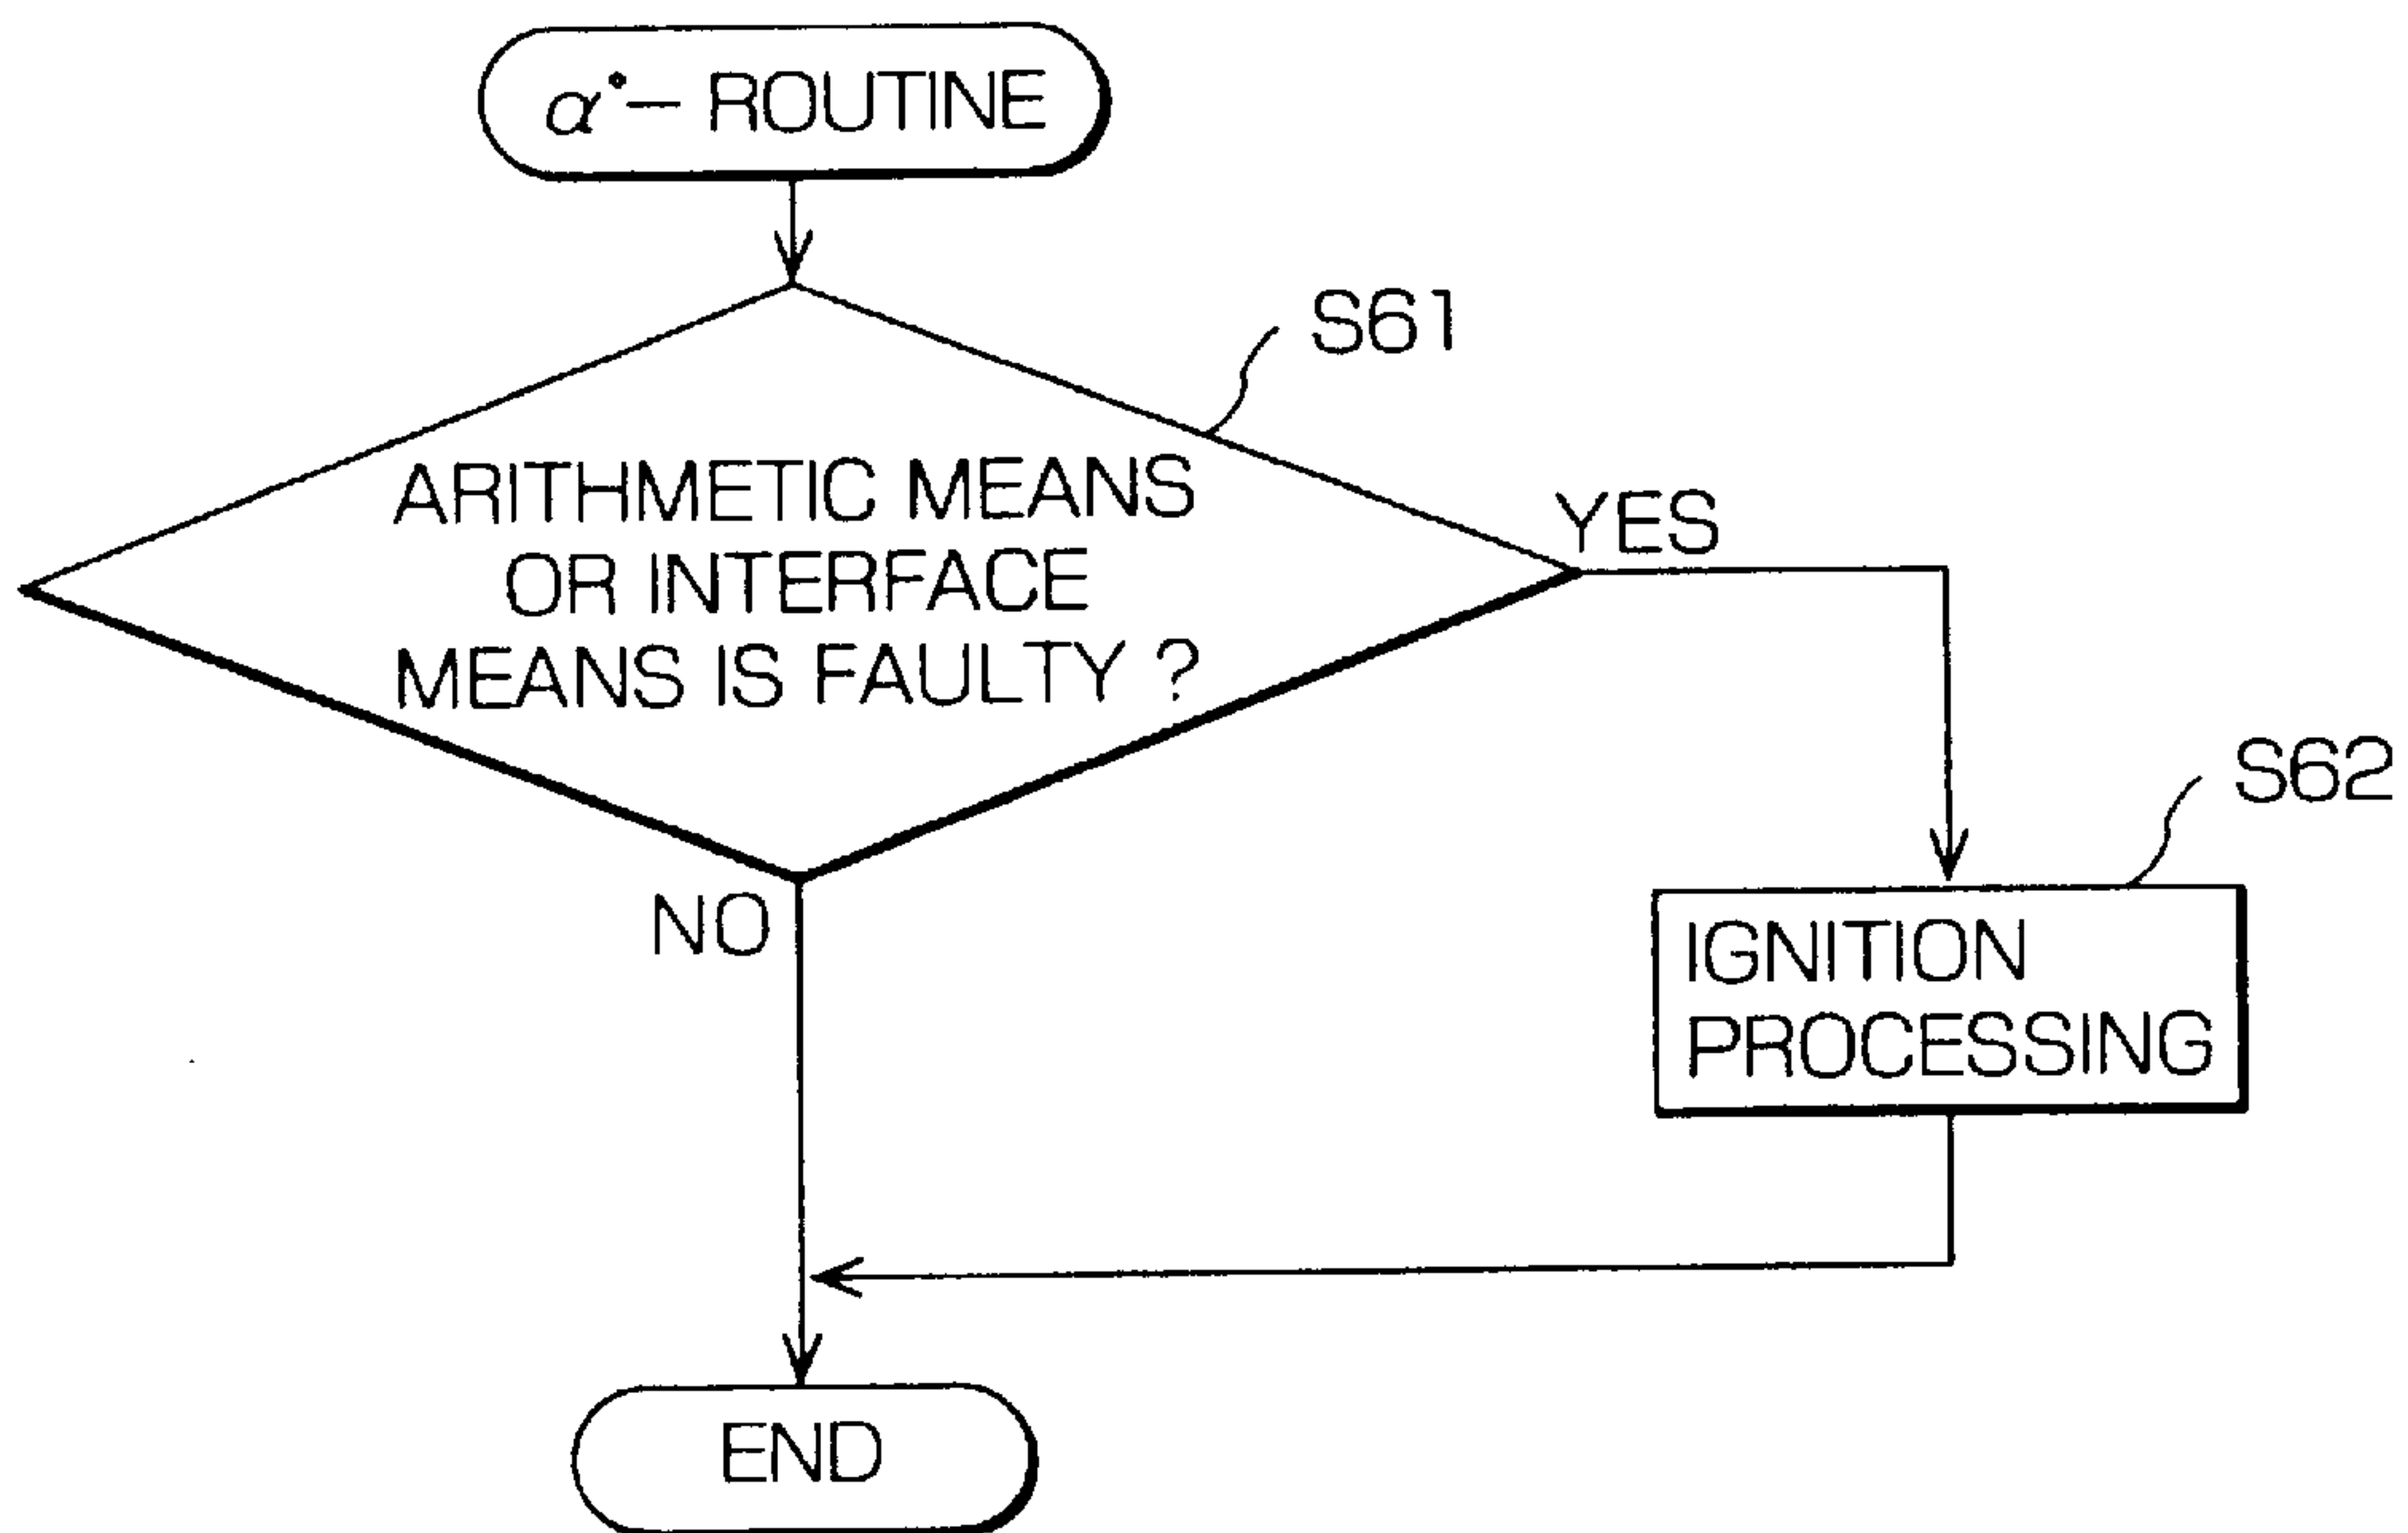 α°— ROUTINE
S61
ARITHMETIC MEANS
OR INTERFACE
MEANS IS FAULTY ?
YES
S62
NO
IGNITION
PROCESSING
END